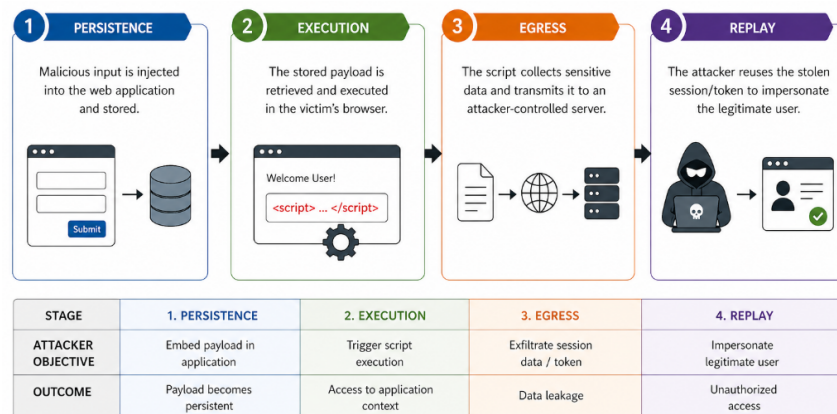 1 PERSISTENCE
Malicious input is injected
into the web application
and stored.
Submit
2 EXECUTION
The stored payload is
retrieved and executed
in the victim's browser.
Welcome User!
<script> ... </script>
3 EGRESS
The script collects sensitive
data and transmits it to an
attacker-controlled server.
4 REPLAY
The attacker reuses the stolen
session/token to impersonate
the legitimate user.
STAGE 1. PERSISTENCE 2. EXECUTION 3. EGRESS 4. REPLAY
ATTACKER
OBJECTIVE
Embed payload in
application
Trigger script
execution
Exfiltrate session
data / token
Impersonate
legitimate user
OUTCOME
Payload becomes
persistent
Access to application
context
Data leakage
Unauthorized
access